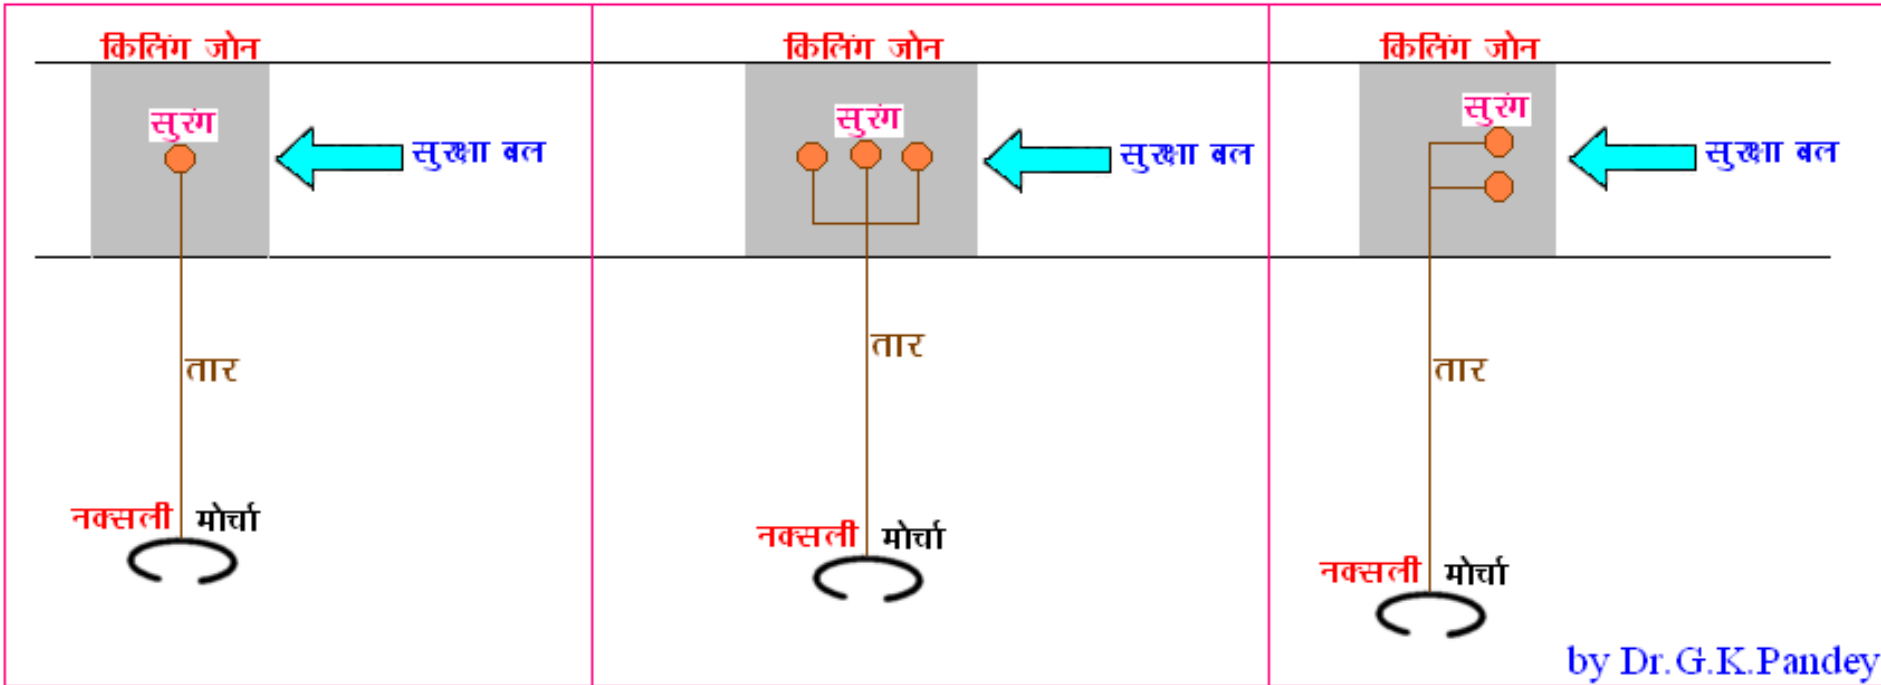 किलिंग जोन
सुरंग
सुरक्षा बल
तार
नक्सली मोर्चा
किलिंग जोन
सुरंग
सुरक्षा बल
तार
नक्सली मोर्चा
किलिंग जोन
सुरंग
सुरक्षा बल
तार
नक्सली मोर्चा
by Dr.G.K.Pandey